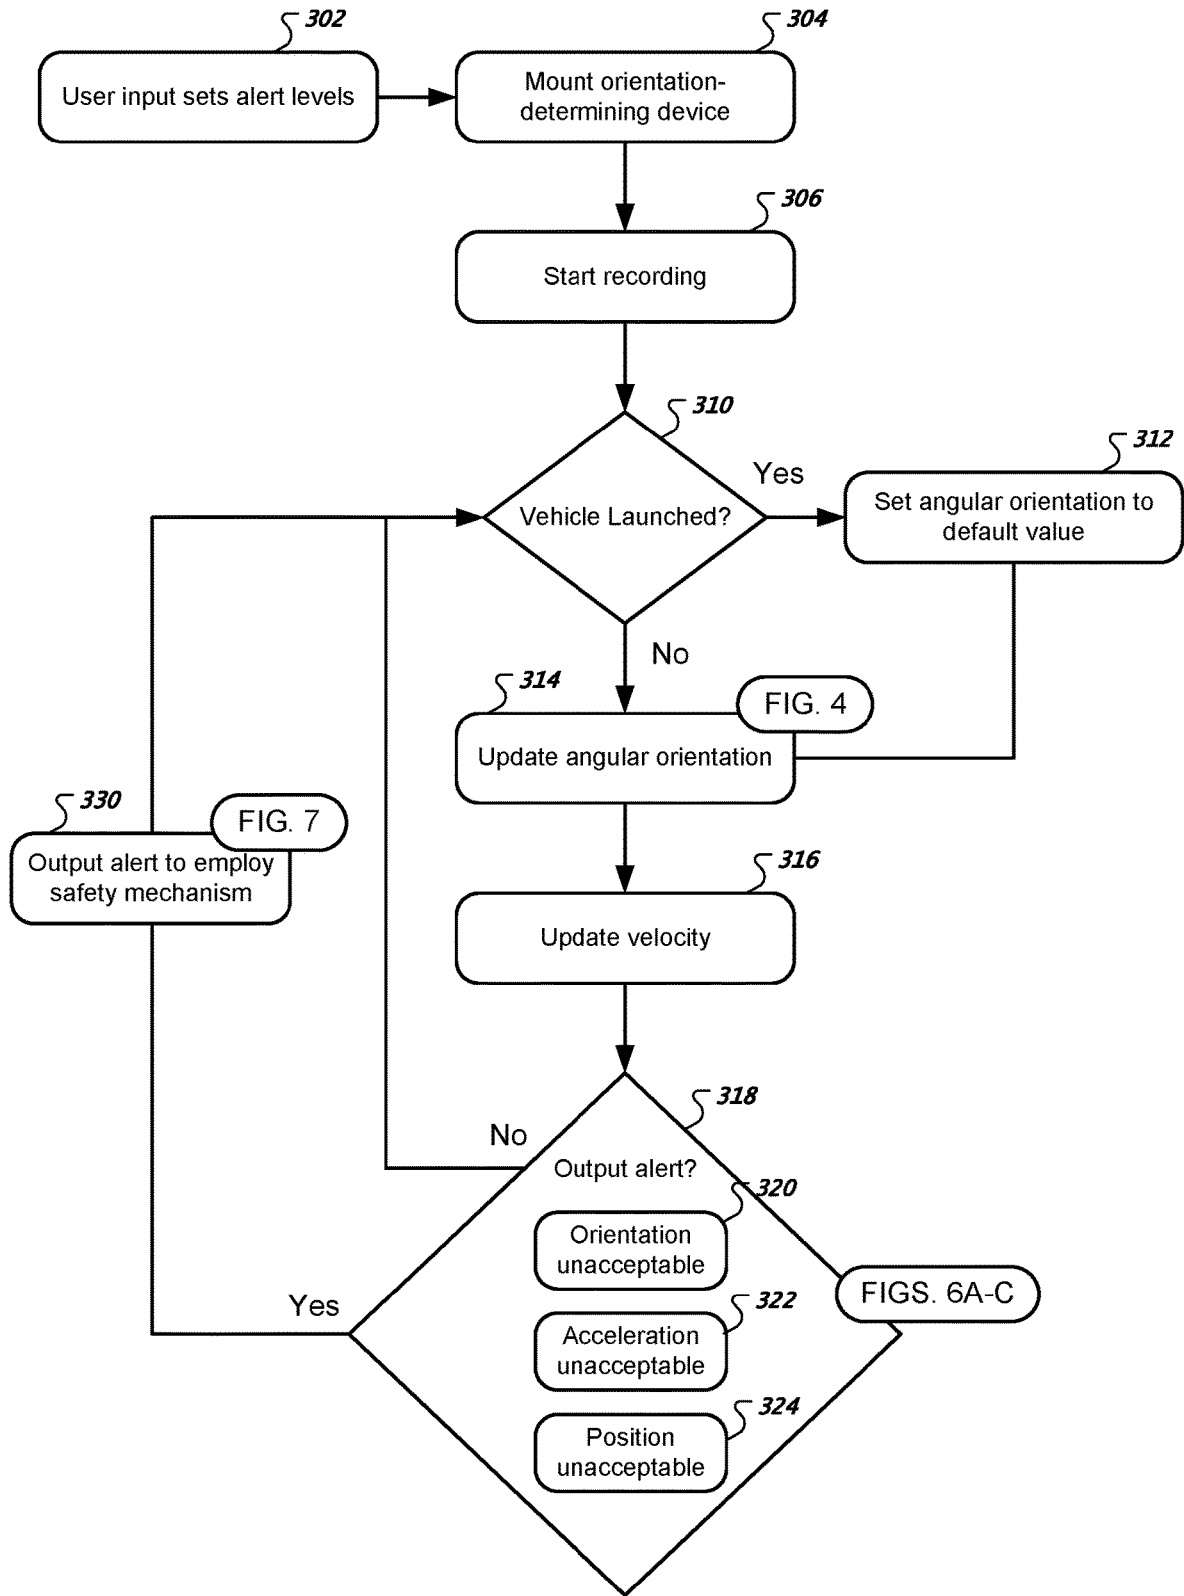 302
304
User input sets alert levels
Mount orientation-
determining device
306
Start recording
310
312
Yes
Vehicle Launched?
Set angular orientation to
default value
No
314
FIG. 4
Update angular orientation
330
FIG. 7
Output alert to employ
safety mechanism
316
Update velocity
318
No
Output alert?
320
Orientation
unacceptable
FIGS. 6A-C
Yes
322
Acceleration
unacceptable
324
Position
unacceptable